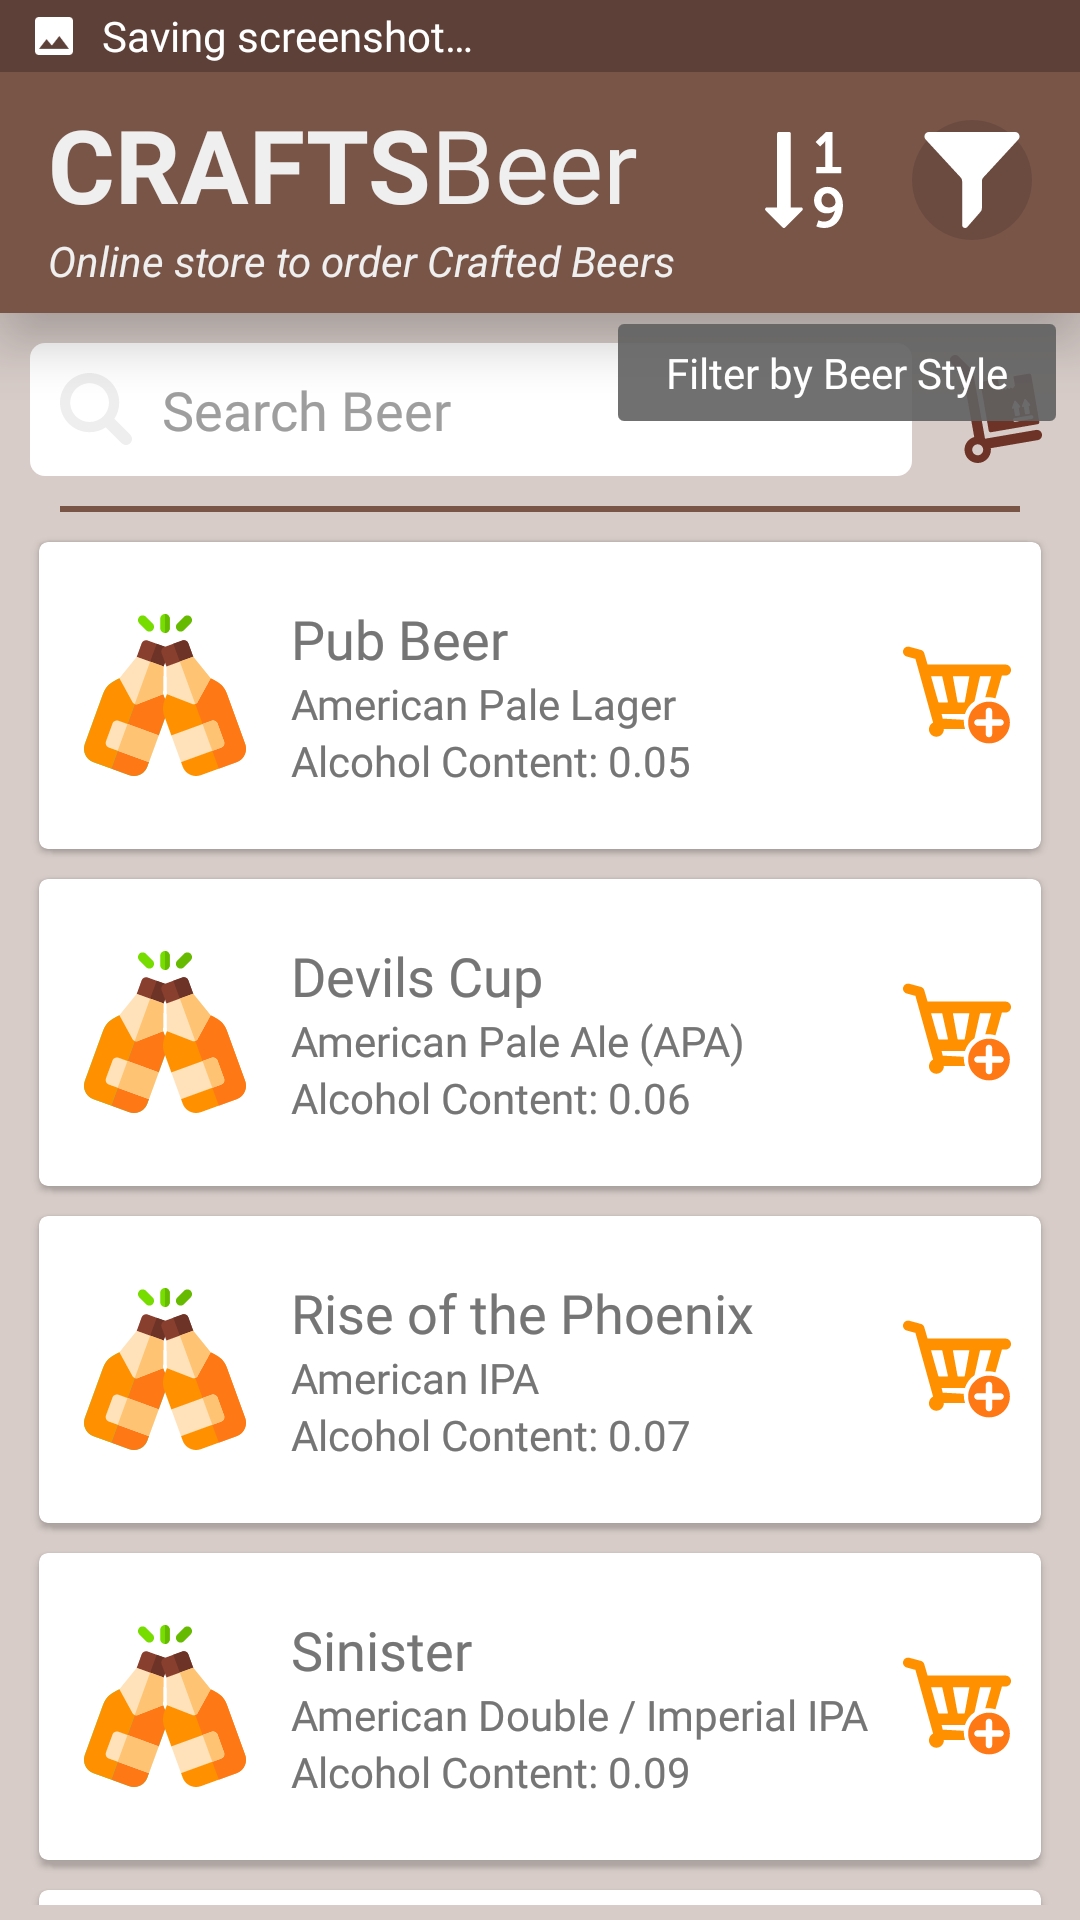 Saving screenshot...
CRAFTSBeer
1
9
Online store to order Crafted Beers
Filter by Beer Style
Search Beer
Pub Beer
American Pale Lager
Alcohol Content: 0.05
Devils Cup
American Pale Ale (APA)
Alcohol Content: 0.06
Rise of the Phoenix
American IPA
Alcohol Content: 0.07
Sinister
American Double / Imperial IPA
Alcohol Content: 0.09